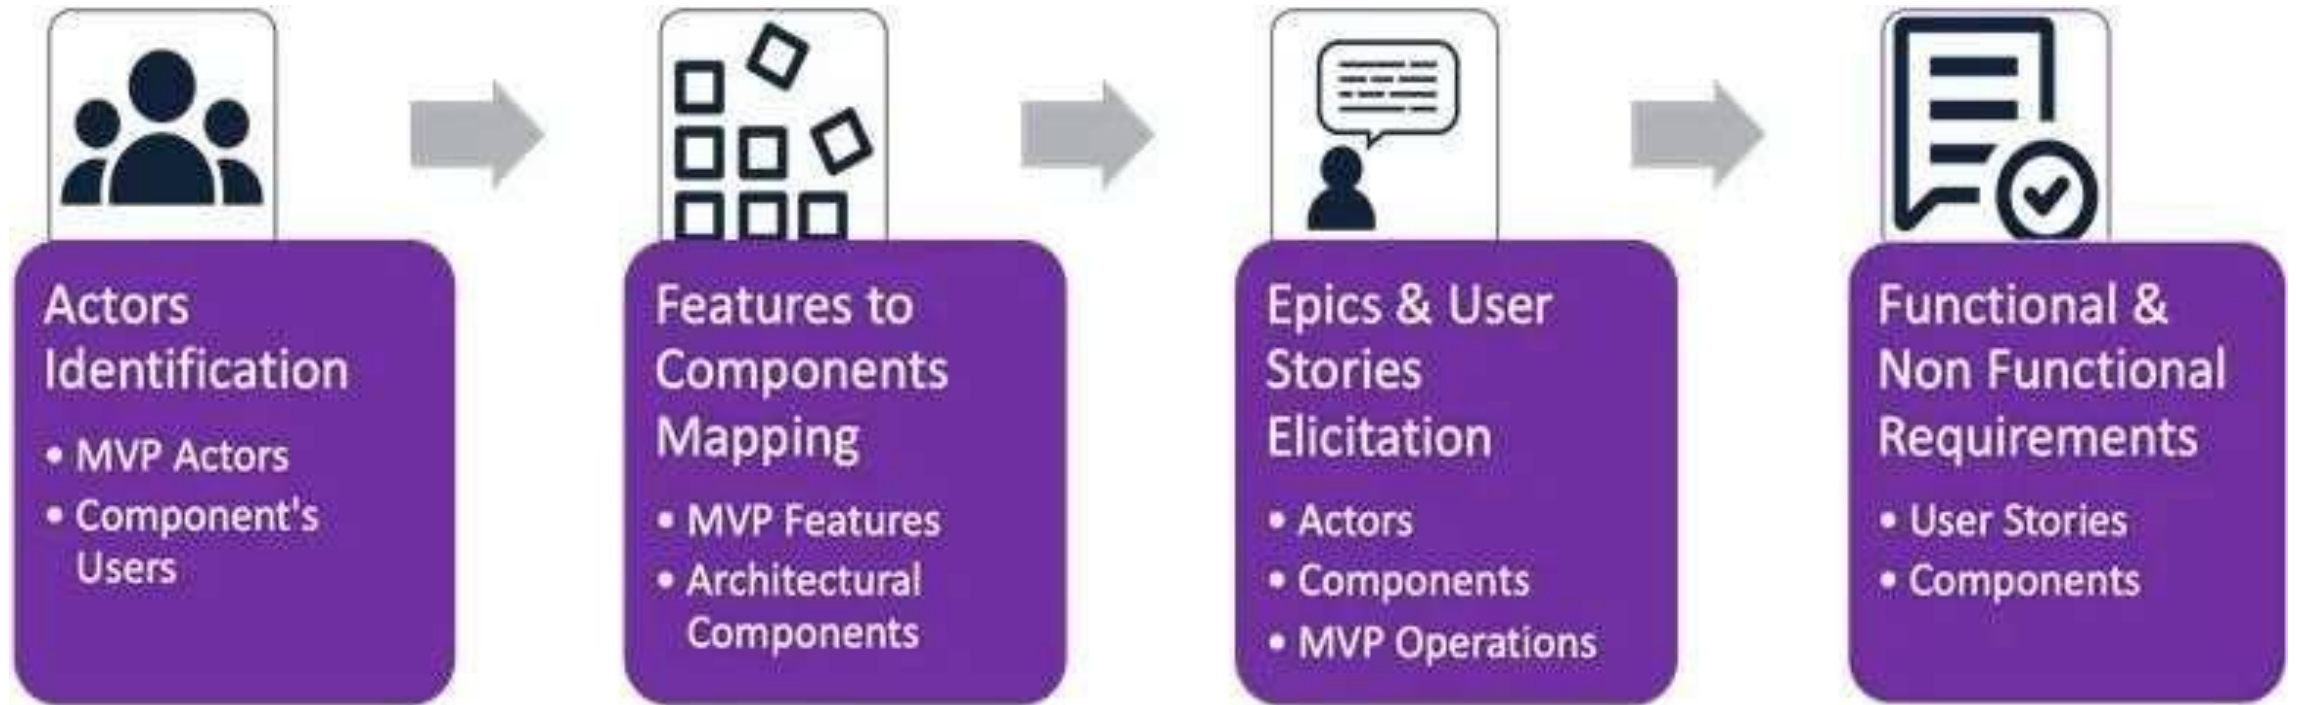 Actors
Identification
• MVP Actors
• Component's
Users
Features to
Components
Mapping
• MVP Features
• Architectural
Components
Epics & User
Stories
Elicitation
• Actors
• Components
• MVP Operations
Functional &
Non Functional
Requirements
• User Stories
• Components